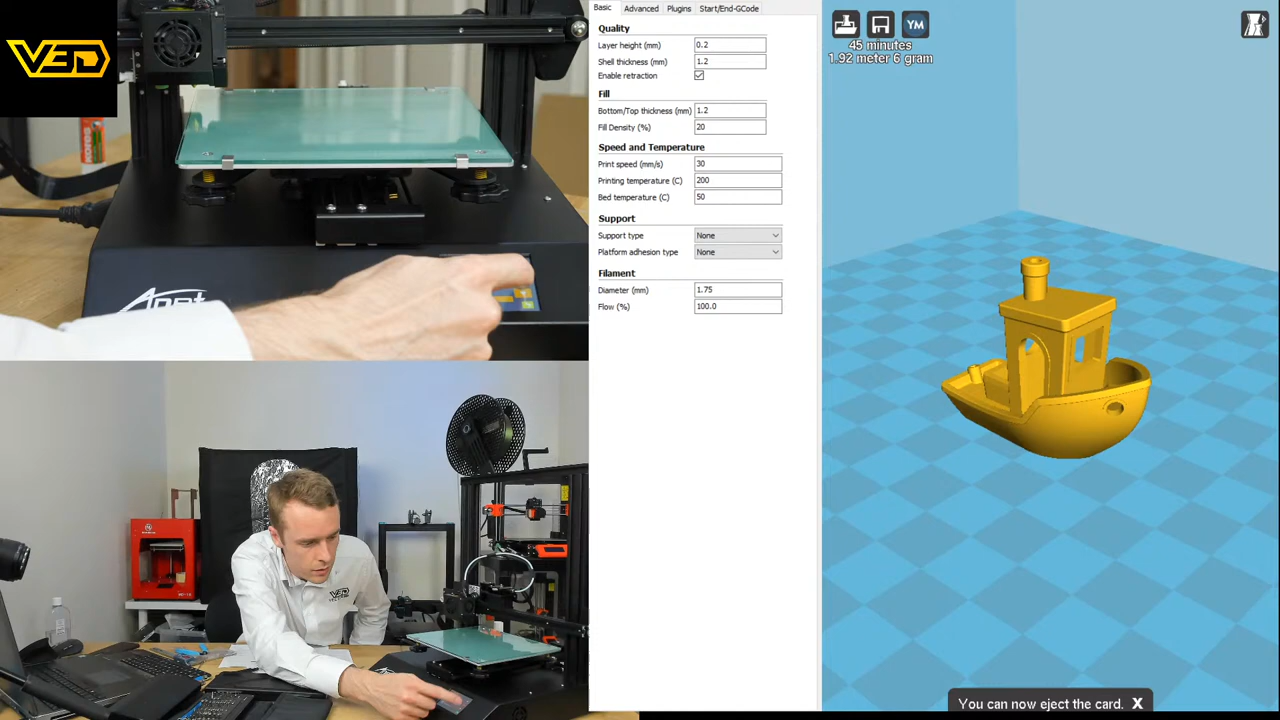 V3D
Anet
V3D
Basic
Advanced
Plugins
Start/End-GCode
Quality
Layer height (mm) 0.2
Shell thickness (mm) 1.2
Enable retraction
Fill
Bottom/Top thickness (mm) 1.2
Fill Density (%) 20
Speed and Temperature
Print speed (mm/s) 30
Printing temperature (C) 200
Bed temperature (C) 50
Support
Support type None
Platform adhesion type None
Filament
Diameter (mm) 1.75
Flow (%) 100.0
YM
45 minutes
1.92 meter 6 gram
You can now eject the card. X